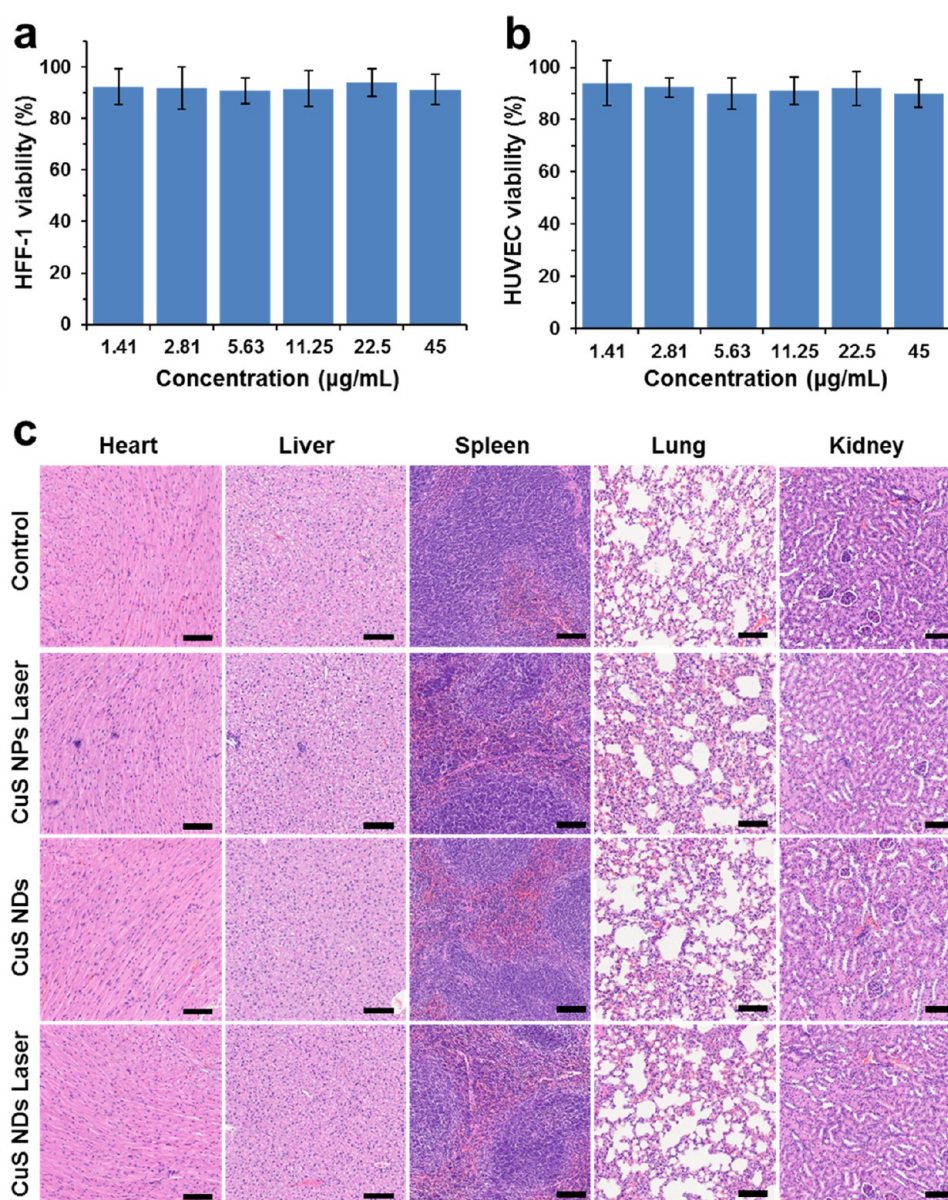 a
HFF-1 viability (%)
100
80
60
40
20
0
1.41 2.81 5.63 11.25 22.5 45
Concentration (µg/mL)
b
HUVEC viability (%)
100
80
60
40
20
0
1.41 2.81 5.63 11.25 22.5 45
Concentration (µg/mL)
c
Heart Liver Spleen Lung Kidney
Control
CuS NPs Laser
CuS NDs
CuS NDs Laser